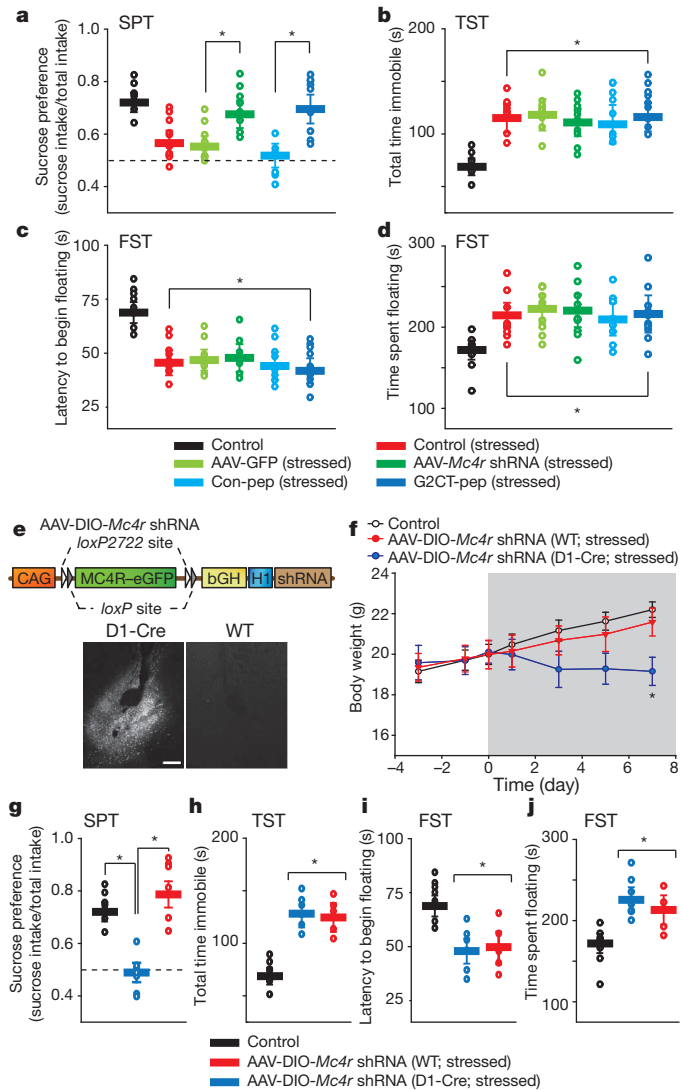 a SPT
Sucrose preference
(sucrose intake/total intake)
1.0
0.8
0.6
0.4
*
*
b TST
Total time immobile (s)
200
100
0
*
c FST
Latency to begin floating (s)
100
75
50
25
*
d FST
Time spent floating (s)
300
200
100
*
Control
Control (stressed)
AAV-GFP (stressed)
AAV-Mc4r shRNA (stressed)
Con-pep (stressed)
G2CT-pep (stressed)
e
AAV-DIO-Mc4r shRNA
loxP2722 site
CAG
MC4R–eGFP
bGH
H1
shRNA
loxP site
D1-Cre
WT
f
Control
AAV-DIO-Mc4r shRNA (WT; stressed)
AAV-DIO-Mc4r shRNA (D1-Cre; stressed)
Body weight (g)
24
22
20
18
16
*
−4 −2 0 2 4 6 8
Time (day)
g SPT
Sucrose preference
(sucrose intake/total intake)
1.0
0.8
0.6
0.4
*
*
h TST
Total time immobile (s)
200
100
0
*
i FST
Latency to begin floating (s)
100
75
50
25
*
j FST
Time spent floating (s)
300
200
100
*
Control
AAV-DIO-Mc4r shRNA (WT; stressed)
AAV-DIO-Mc4r shRNA (D1-Cre; stressed)